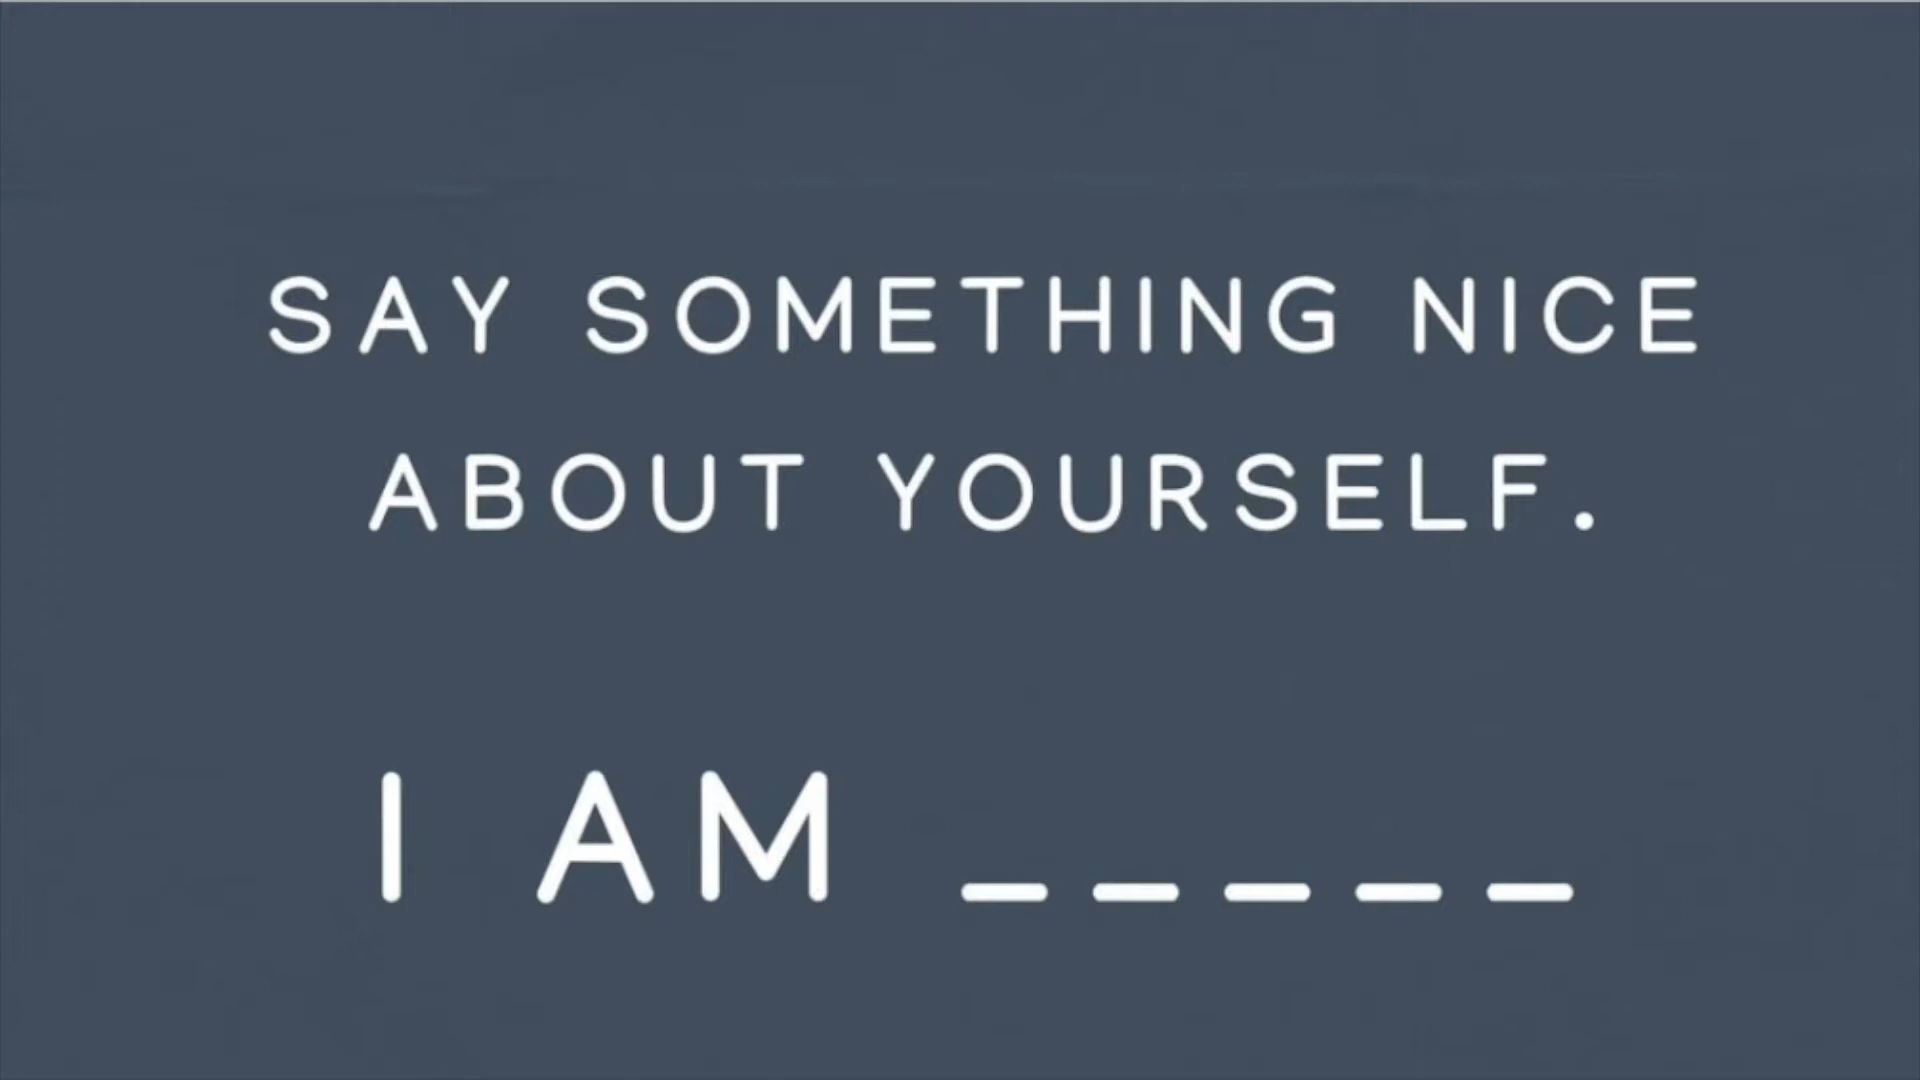 SAY SOMETHING NICE
ABOUT YOURSELF.
I AM _ _ _ _ _